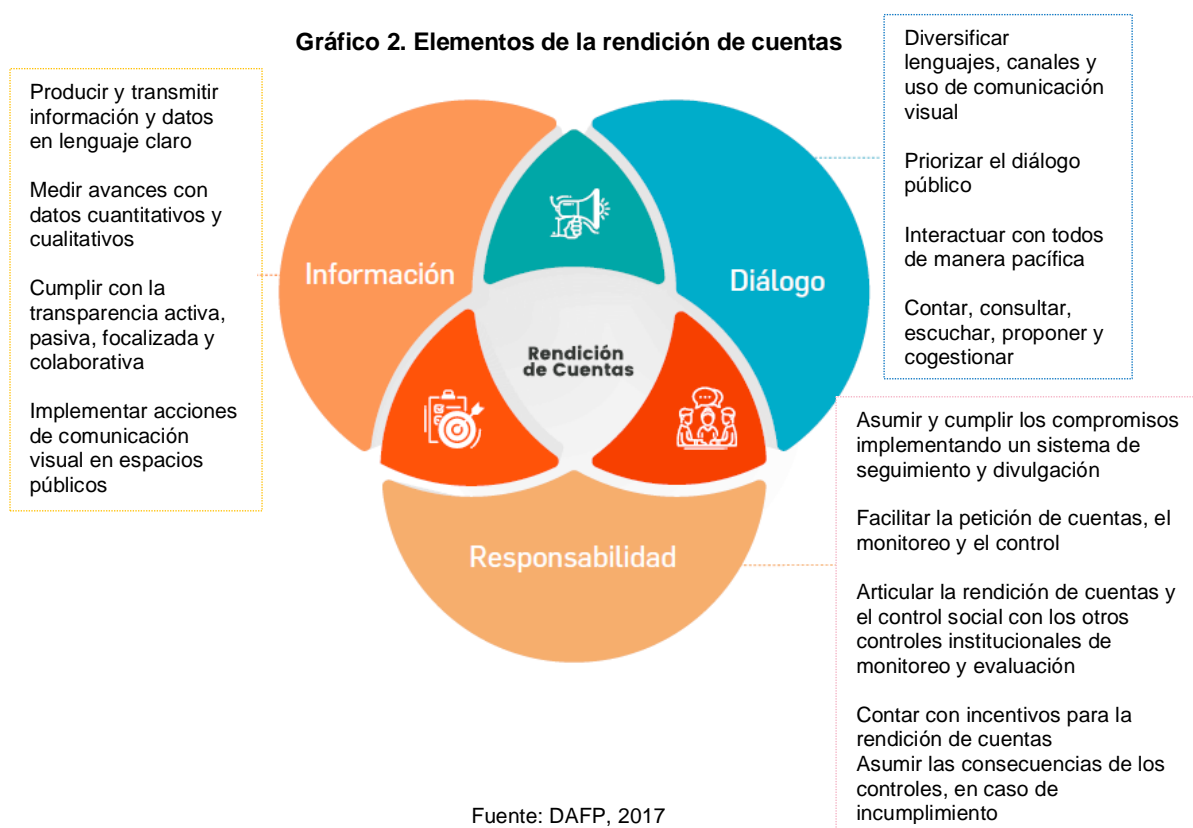 Gráfico 2. Elementos de la rendición de cuentas
Producir y transmitir
información y datos
en lenguaje claro
Medir avances con
datos cuantitativos y
cualitativos
Cumplir con la
transparencia activa,
pasiva, focalizada y
colaborativa
Implementar acciones
de comunicación
visual en espacios
públicos
Información
Diálogo
Rendición
de Cuentas
Responsabilidad
Diversificar
lenguajes, canales y
uso de comunicación
visual
Priorizar el diálogo
público
Interactuar con todos
de manera pacífica
Contar, consultar,
escuchar, proponer y
cogestionar
Asumir y cumplir los compromisos
implementando un sistema de
seguimiento y divulgación
Facilitar la petición de cuentas, el
monitoreo y el control
Articular la rendición de cuentas y
el control social con los otros
controles institucionales de
monitoreo y evaluación
Contar con incentivos para la
rendición de cuentas
Asumir las consecuencias de los
controles, en caso de
incumplimiento
Fuente: DAFP, 2017